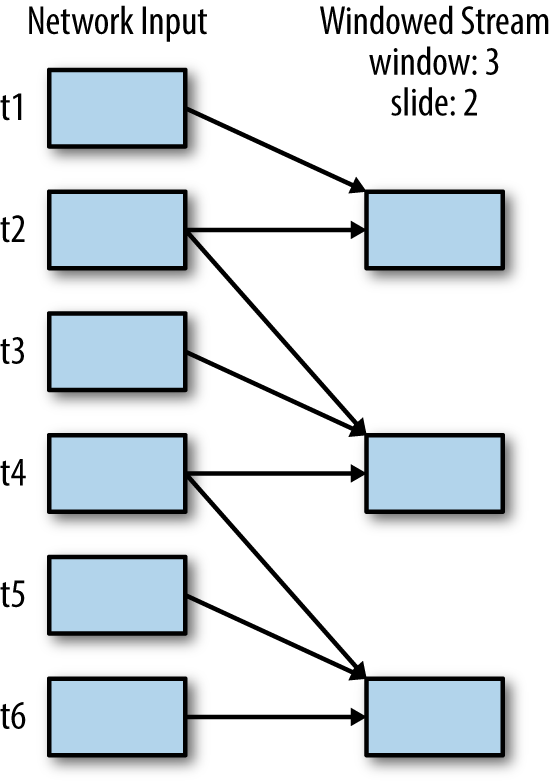 Network Input
Windowed Stream
window: 3
slide: 2
t1
t2
t3
t4
t5
t6